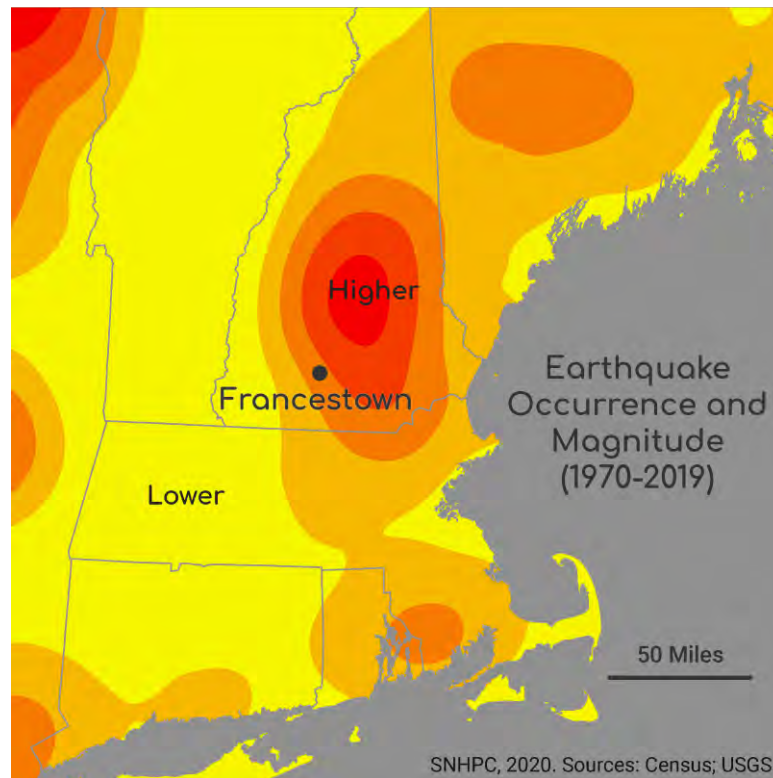 Higher
Francestown
Lower
Earthquake
Occurrence and
Magnitude
(1970-2019)
50 Miles
SNHPC, 2020. Sources: Census; USGS